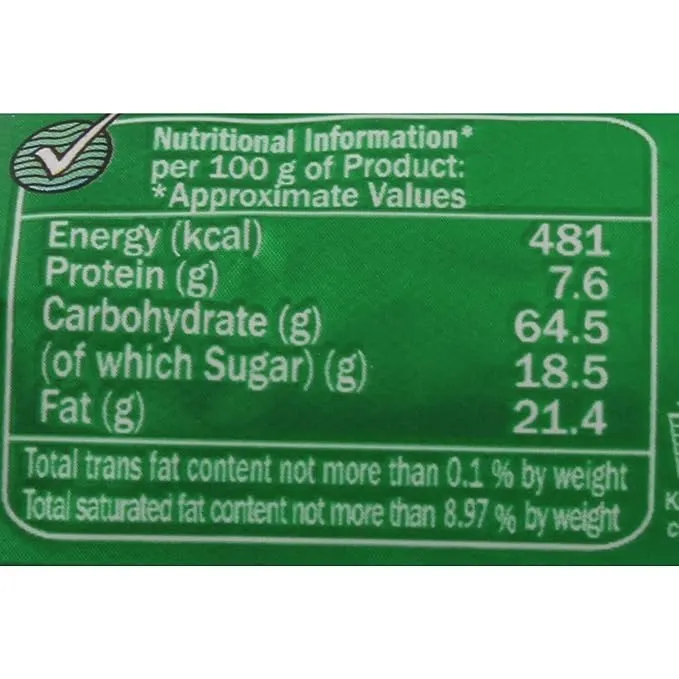 Nutritional Information*
per 100 g of Product:
*Approximate Values
Energy (kcal) 481
Protein (g) 7.6
Carbohydrate (g) 64.5
(of which Sugar) (g) 18.5
Fat (g) 21.4
Total trans fat content not more than 0.1 % by weight
Total saturated fat content not more than 8.97 % by weight